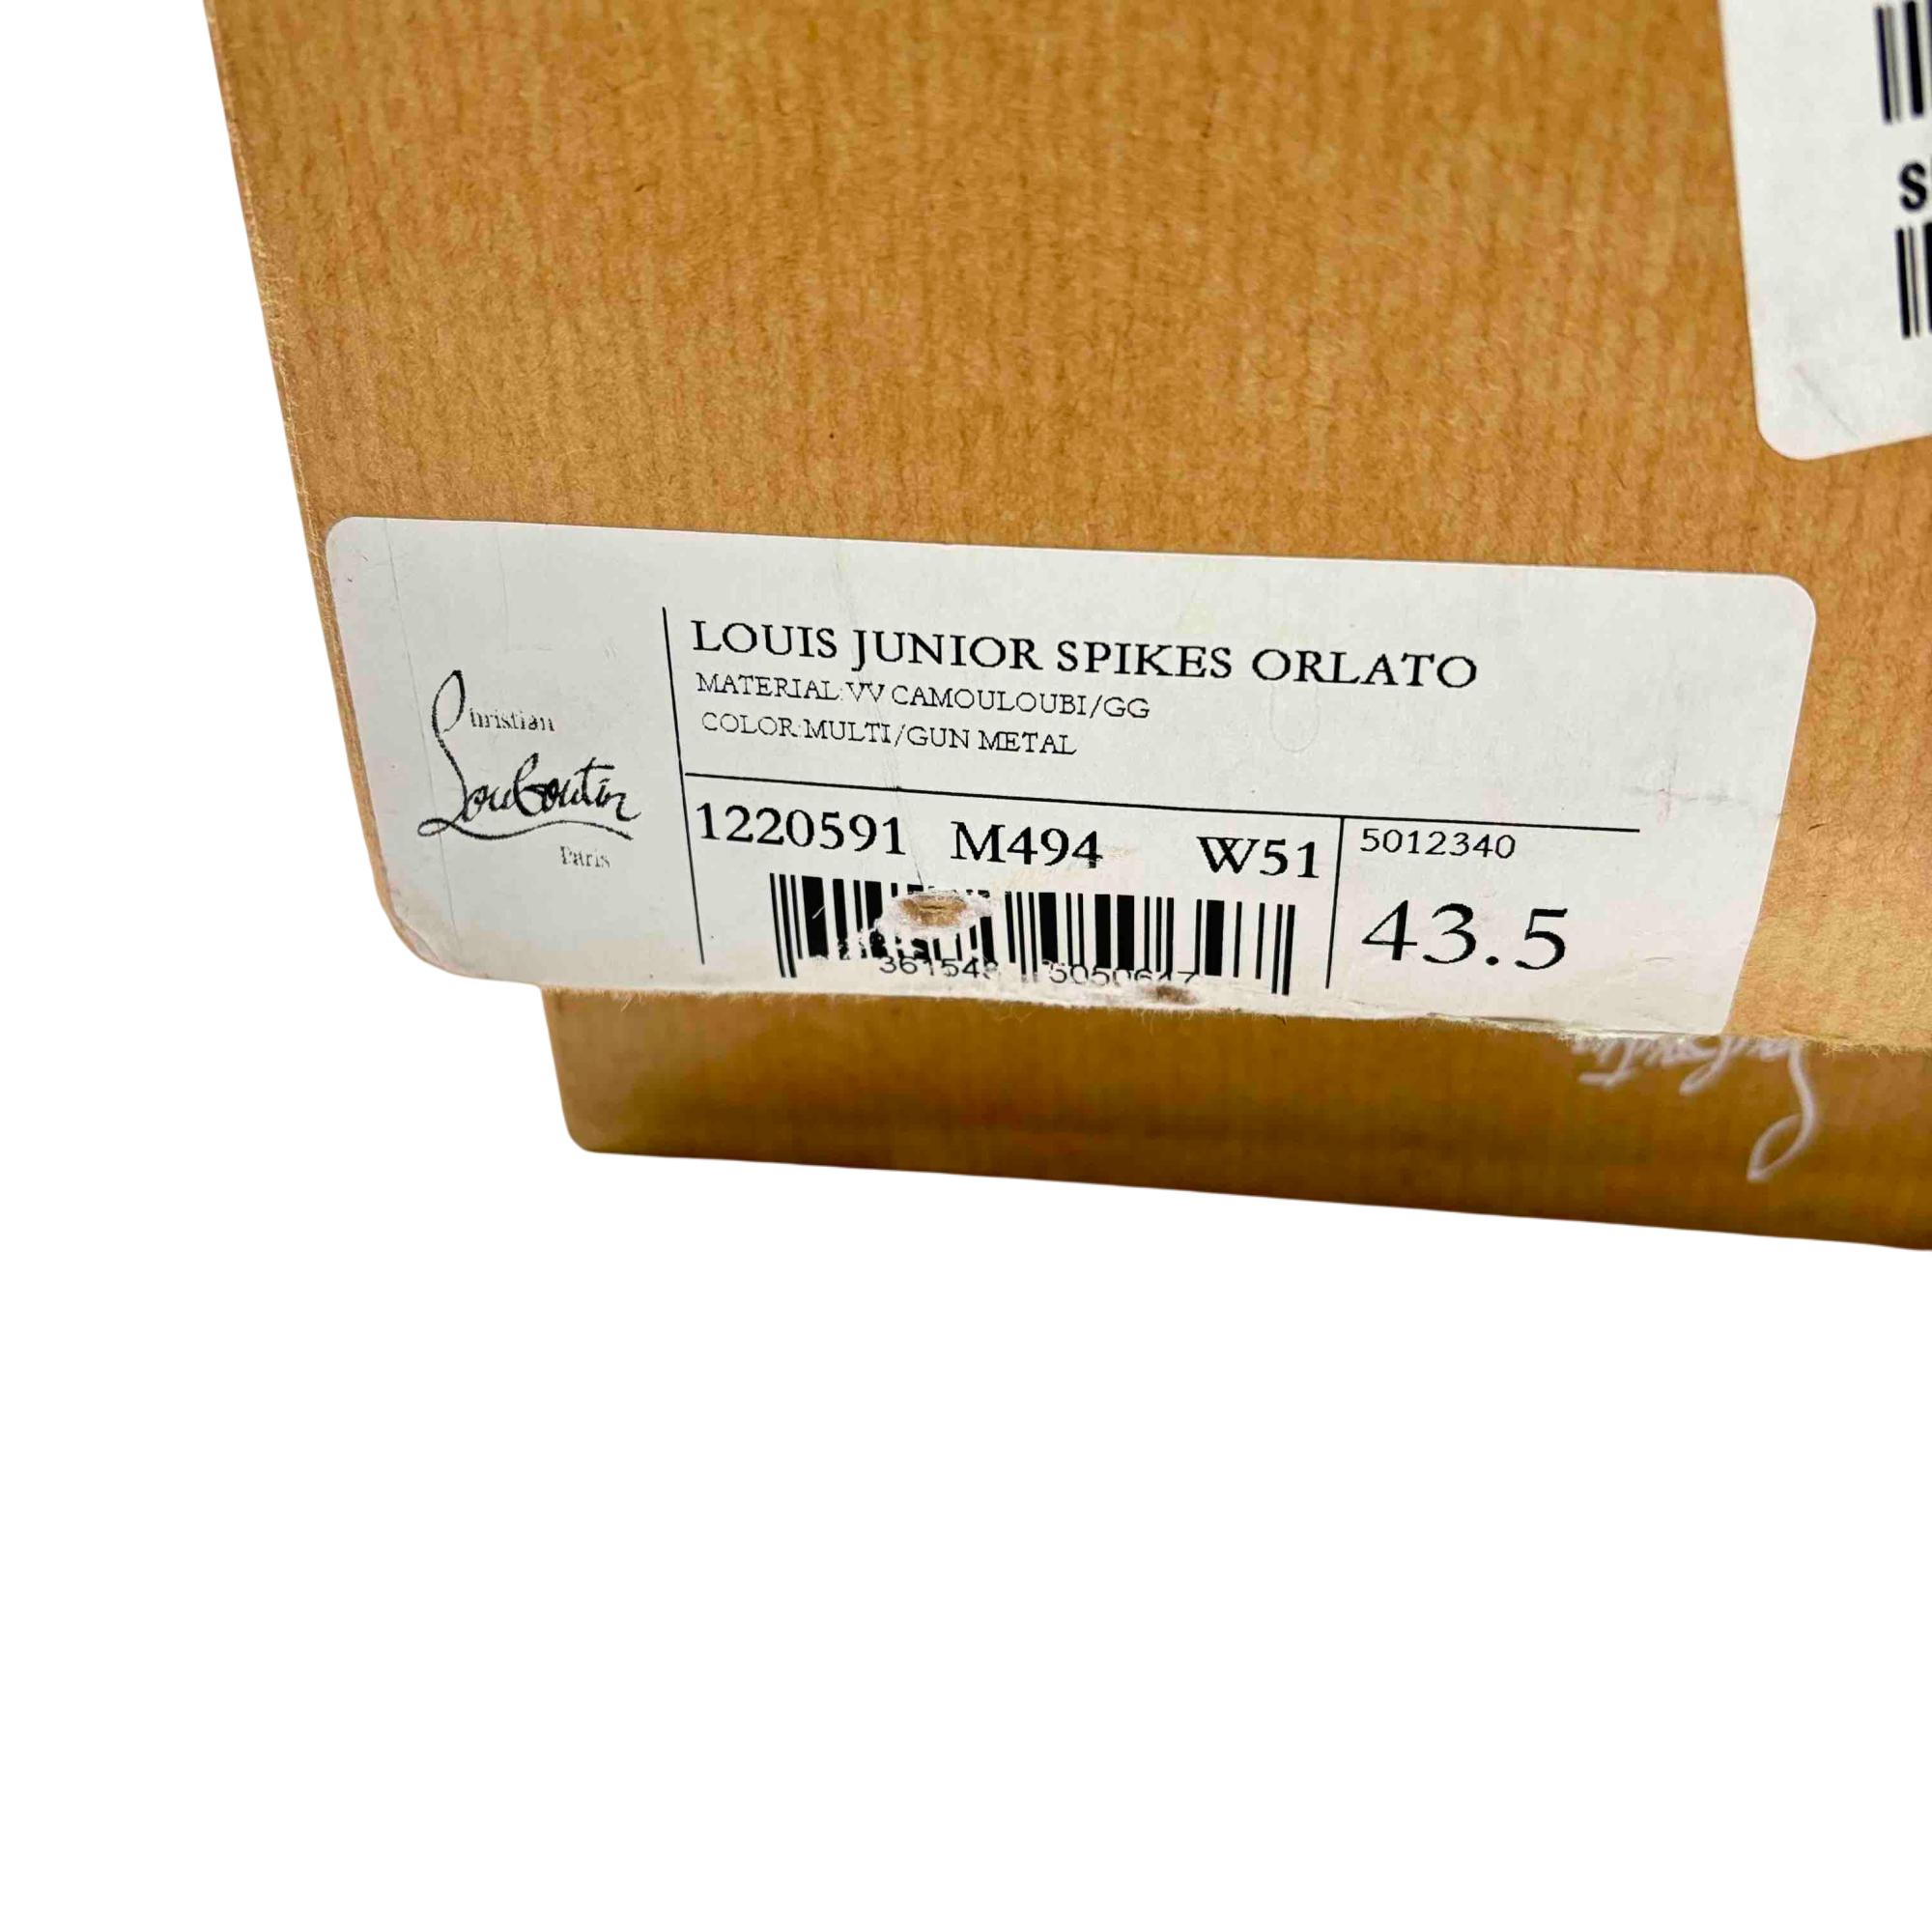 LOUIS JUNIOR SPIKES ORLATO
MATERIAL:VV CAMOULOUBI/GG
COLOR:MULTI/GUN METAL
Christian
Louboutin
Paris
1220591 M494 W51
5012340
43.5
Louboutin